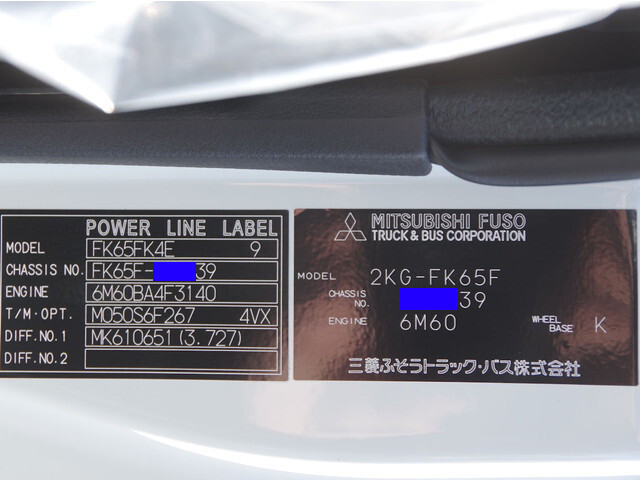 POWER LINE LABEL
MODEL FK65FK4E 9
CHASSIS NO. FK65F- 39
ENGINE 6M60BA4F3140
T/M・OPT. M050S6F267 4VX
DIFF.NO.1 MK610651(3.727)
DIFF.NO.2
MITSUBISHI FUSO
TRUCK & BUS CORPORATION
MODEL 2KG-FK65F
CHASSIS NO. 39
ENGINE 6M60 WHEEL BASE K
三菱ふそうトラック・バス株式会社